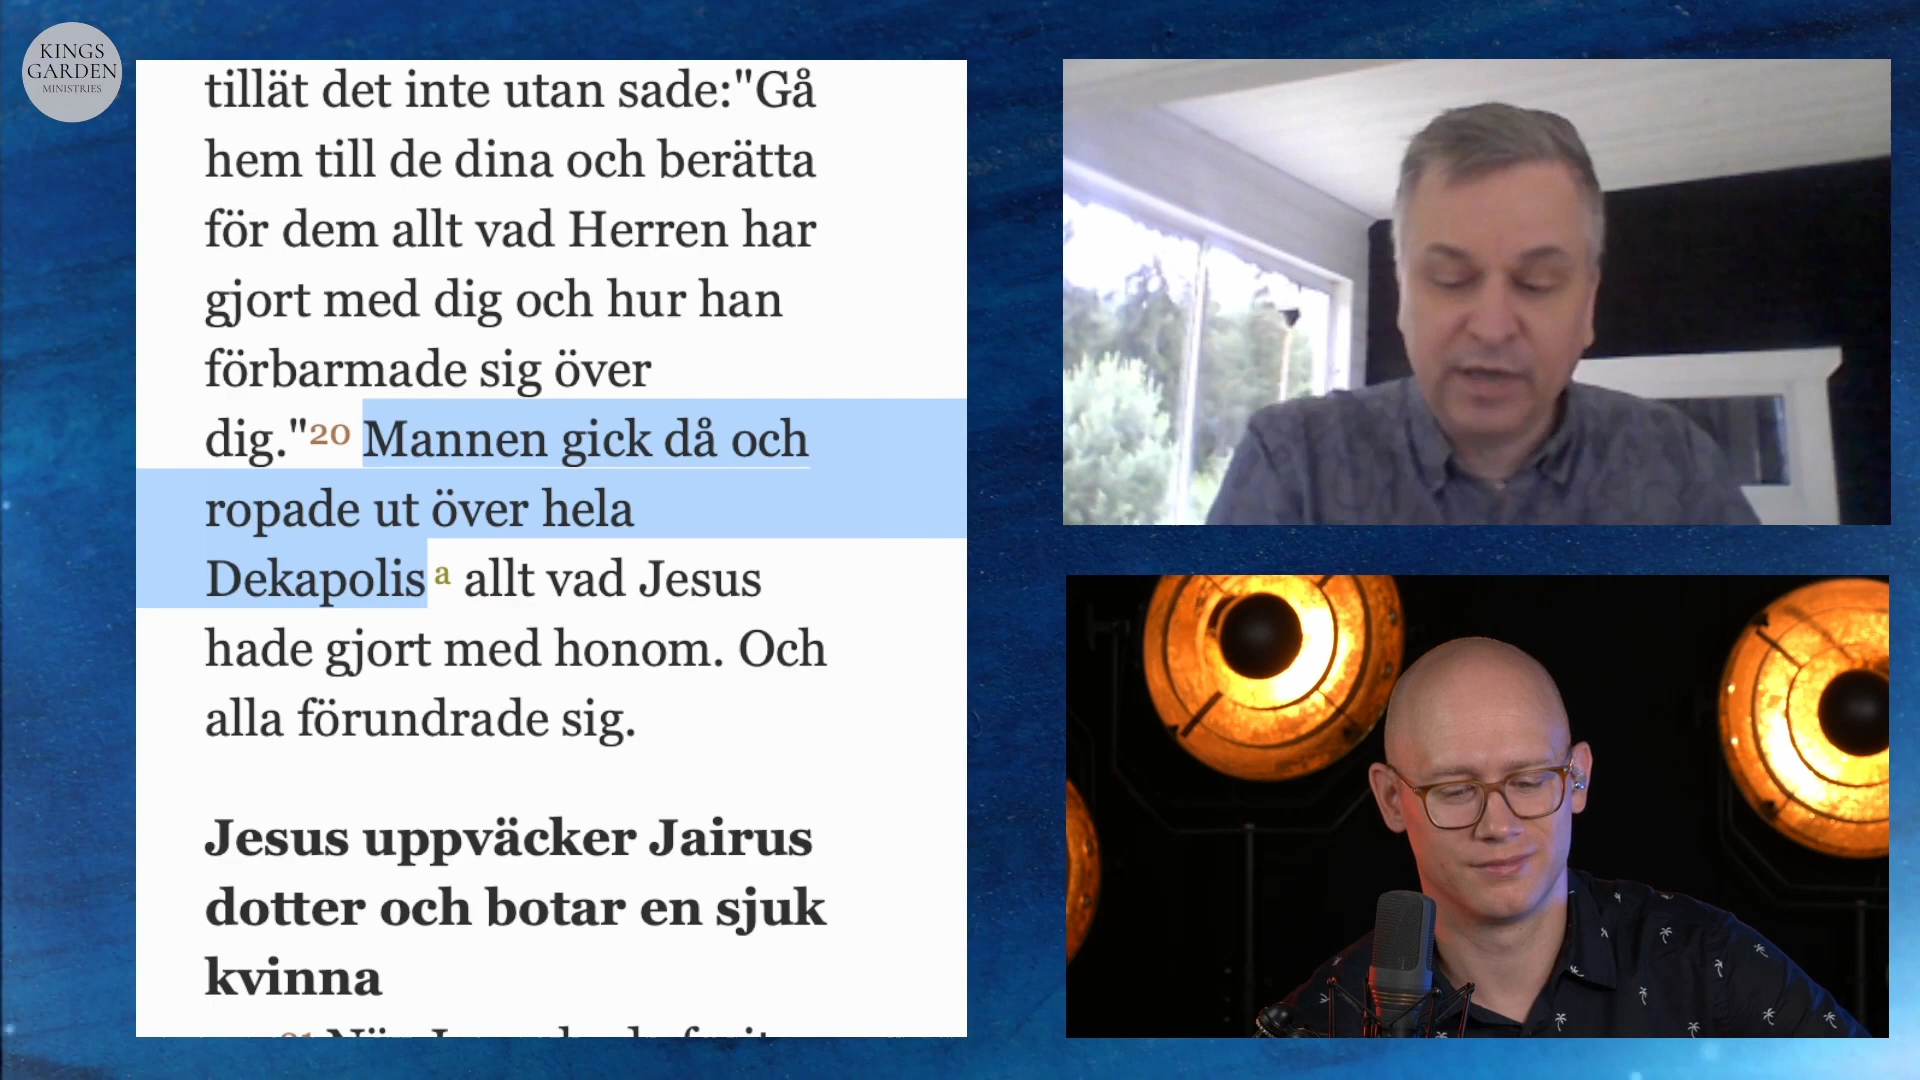 KINGS
GARDEN
MINISTRIES
tillät det inte utan sade:"Gå
hem till de dina och berätta
för dem allt vad Herren har
gjort med dig och hur han
förbarmade sig över
dig."20 Mannen gick då och
ropade ut över hela
Dekapolis a allt vad Jesus
hade gjort med honom. Och
alla förundrade sig.
Jesus uppväcker Jairus
dotter och botar en sjuk
kvinna